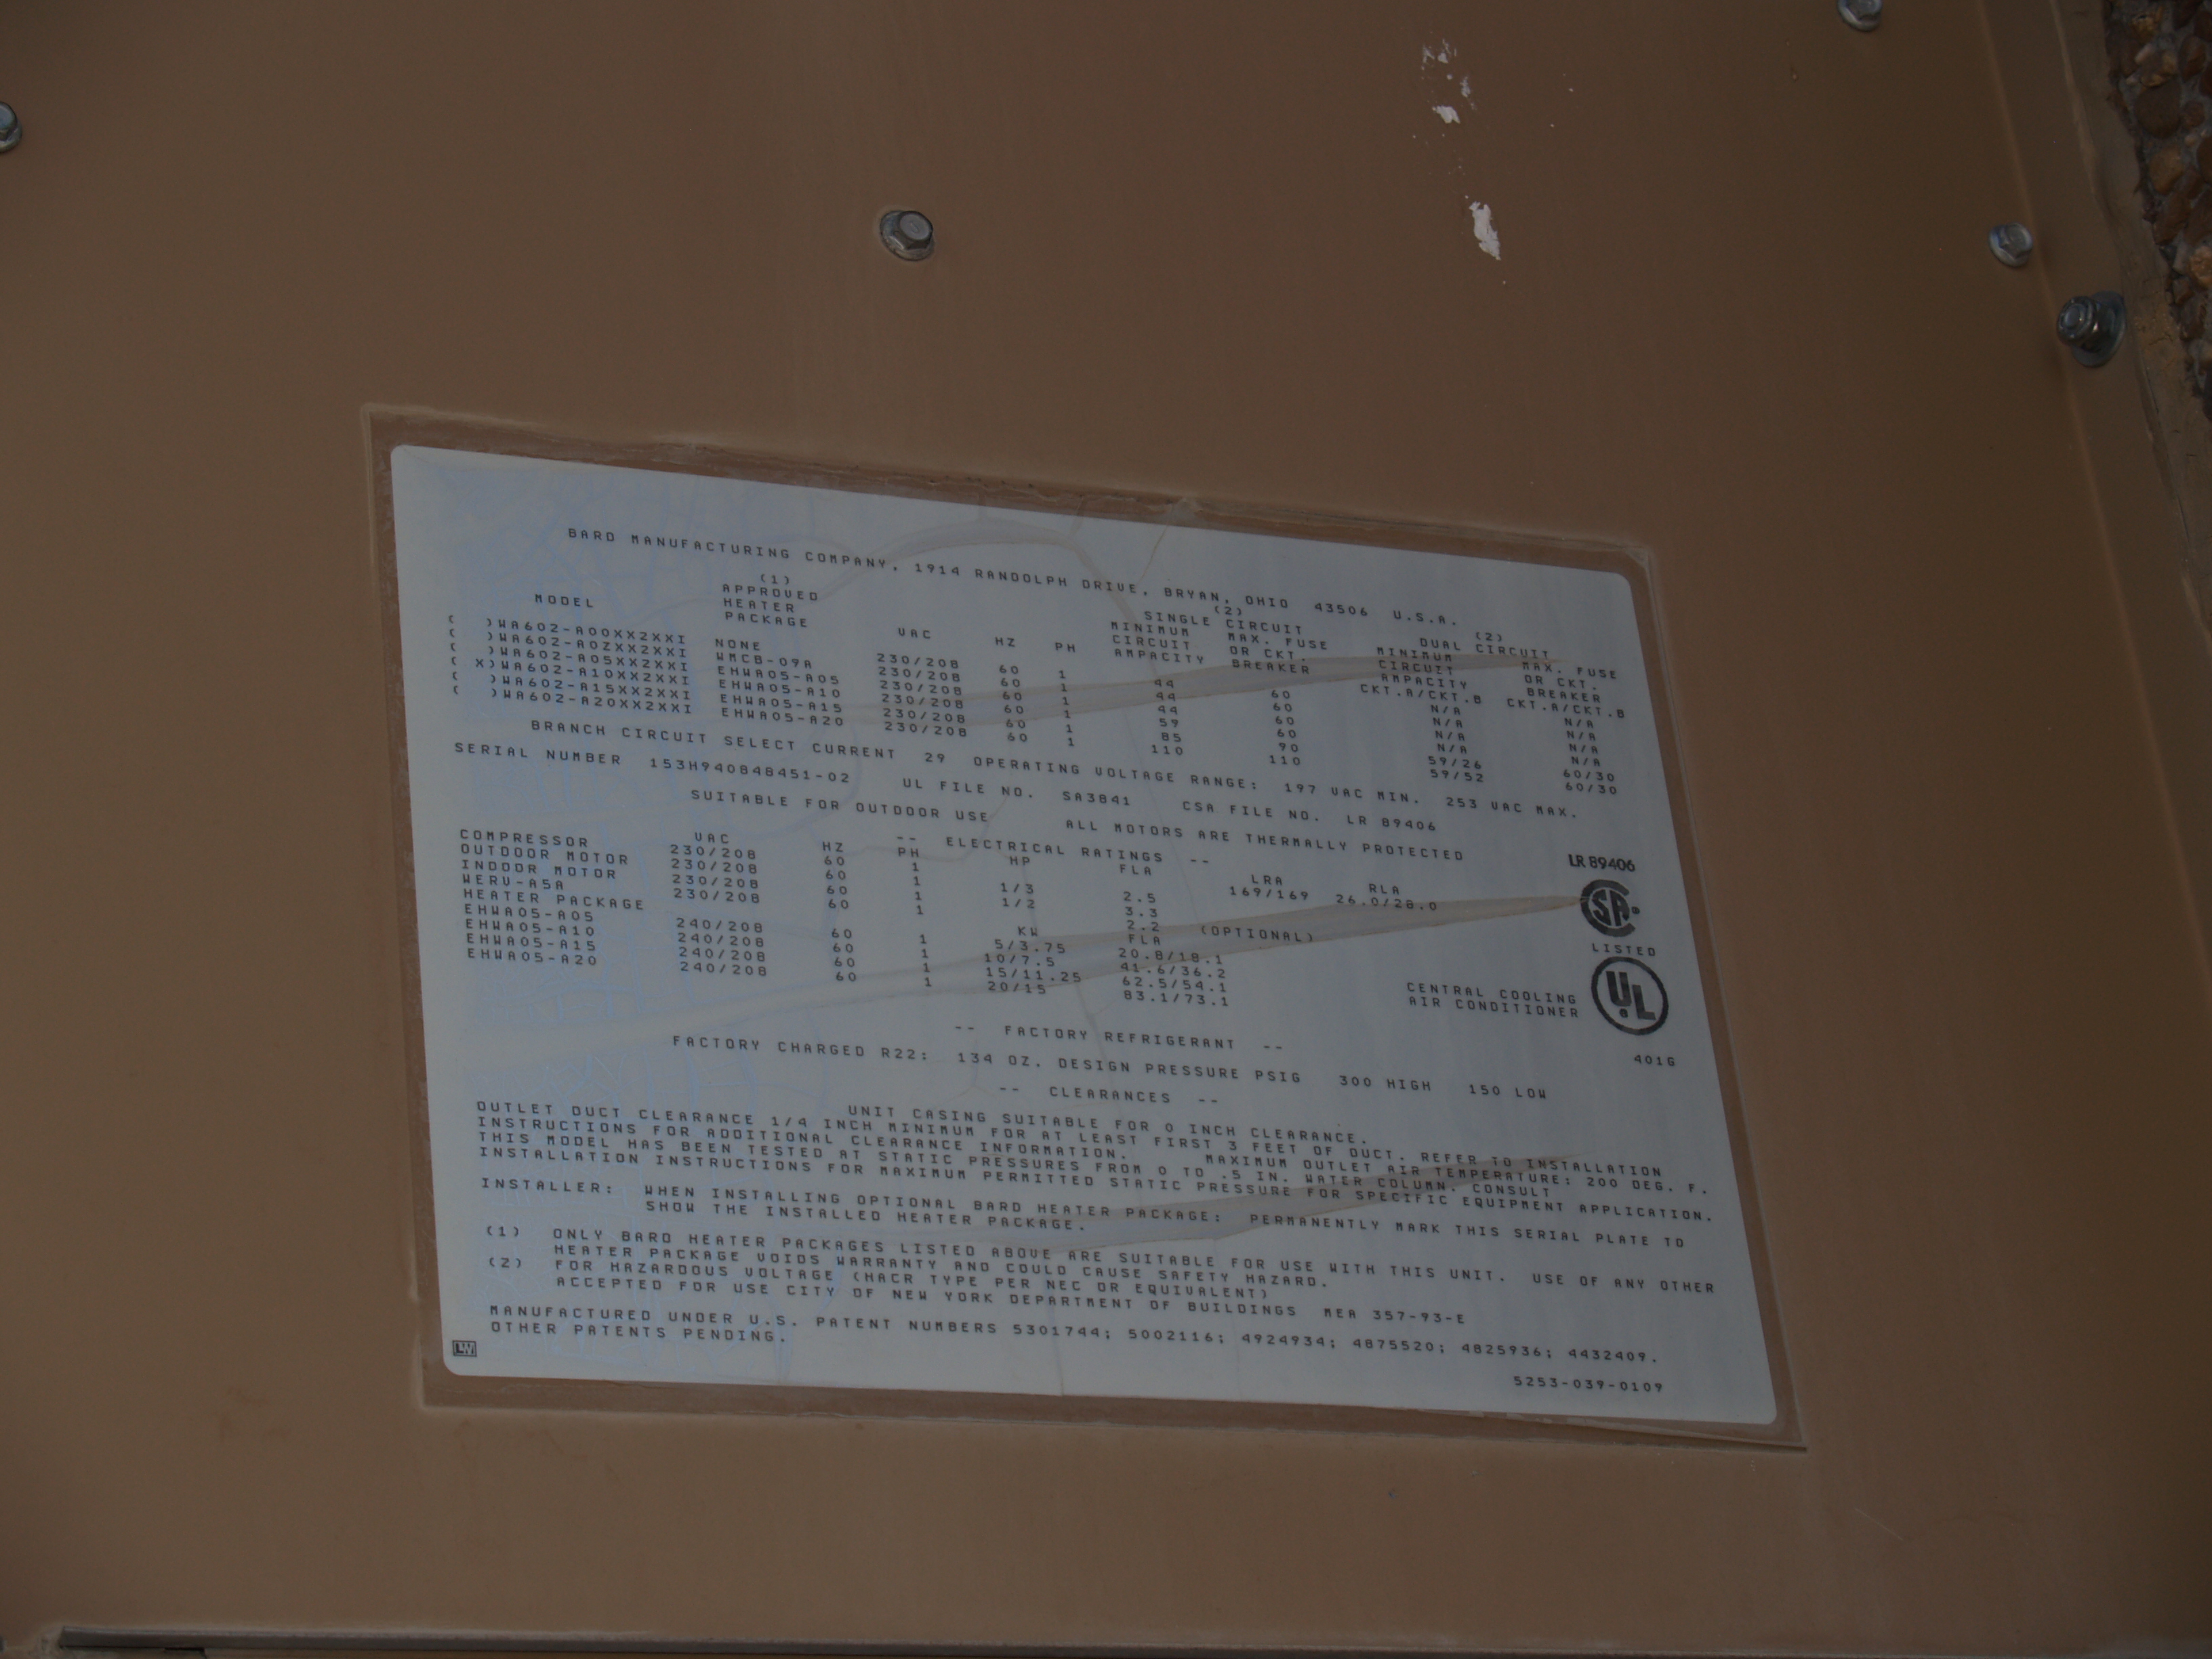 BARD MANUFACTURING COMPANY, 1914 RANDOLPH DRIVE, BRYAN, OHIO 43506 U.S.A.
MODEL (1) APPROVED HEATER PACKAGE VAC HZ PH (2) SINGLE CIRCUIT MINIMUM CIRCUIT AMPACITY MAX. FUSE OR CKT. BREAKER (2) DUAL CIRCUIT MINIMUM CIRCUIT AMPACITY CKT.A/CKT.B MAX. FUSE OR CKT. BREAKER CKT.A/CKT.B
( )WA602-A00XX2XXI NONE 230/208 60 1 44 60 N/A N/A
( )WA602-A0ZXX2XXI WMCB-09A 230/208 60 1 44 60 N/A N/A
( )WA602-A05XX2XXI EHWA05-A05 230/208 60 1 44 60 N/A N/A
( X)WA602-A10XX2XXI EHWA05-A10 230/208 60 1 59 60 N/A N/A
( )WA602-A15XX2XXI EHWA05-A15 230/208 60 1 85 90 59/26 60/30
( )WA602-A20XX2XXI EHWA05-A20 230/208 60 1 110 110 59/52 60/30
BRANCH CIRCUIT SELECT CURRENT 29 OPERATING VOLTAGE RANGE: 197 VAC MIN. 253 VAC MAX.
SERIAL NUMBER 153H940848451-02 UL FILE NO. SA3841 CSA FILE NO. LR 89406
SUITABLE FOR OUTDOOR USE ALL MOTORS ARE THERMALLY PROTECTED
-- ELECTRICAL RATINGS --
VAC HZ PH HP FLA LRA RLA
COMPRESSOR 230/208 60 1 169/169 26.0/28.0
OUTDOOR MOTOR 230/208 60 1 1/3 2.5
INDOOR MOTOR 230/208 60 1 1/2 3.3
WERV-A5A 230/208 60 1 2.2 (OPTIONAL)
HEATER PACKAGE KW FLA
EHWA05-A05 240/208 60 1 5/3.75 20.8/18.1
EHWA05-A10 240/208 60 1 10/7.5 41.6/36.2
EHWA05-A15 240/208 60 1 15/11.25 62.5/54.1
EHWA05-A20 240/208 60 1 20/15 83.1/73.1
LR 89406
SA
LISTED
UL
CENTRAL COOLING
AIR CONDITIONER
401G
-- FACTORY REFRIGERANT --
FACTORY CHARGED R22: 134 OZ. DESIGN PRESSURE PSIG 300 HIGH 150 LOW
-- CLEARANCES --
UNIT CASING SUITABLE FOR 0 INCH CLEARANCE.
OUTLET DUCT CLEARANCE 1/4 INCH MINIMUM FOR AT LEAST FIRST 3 FEET OF DUCT. REFER TO INSTALLATION
INSTRUCTIONS FOR ADDITIONAL CLEARANCE INFORMATION. MAXIMUM OUTLET AIR TEMPERATURE: 200 DEG. F.
THIS MODEL HAS BEEN TESTED AT STATIC PRESSURES FROM 0 TO .5 IN. WATER COLUMN. CONSULT
INSTALLATION INSTRUCTIONS FOR MAXIMUM PERMITTED STATIC PRESSURE FOR SPECIFIC EQUIPMENT APPLICATION.
INSTALLER: WHEN INSTALLING OPTIONAL BARD HEATER PACKAGE: PERMANENTLY MARK THIS SERIAL PLATE TO
SHOW THE INSTALLED HEATER PACKAGE.
(1) ONLY BARD HEATER PACKAGES LISTED ABOVE ARE SUITABLE FOR USE WITH THIS UNIT. USE OF ANY OTHER
HEATER PACKAGE VOIDS WARRANTY AND COULD CAUSE SAFETY HAZARD.
(2) FOR HAZARDOUS VOLTAGE (HACR TYPE PER NEC OR EQUIVALENT)
ACCEPTED FOR USE CITY OF NEW YORK DEPARTMENT OF BUILDINGS MEA 357-93-E
MANUFACTURED UNDER U.S. PATENT NUMBERS 5301744; 5002116; 4924934; 4875520; 4825936; 4432409.
OTHER PATENTS PENDING.
5253-039-0109